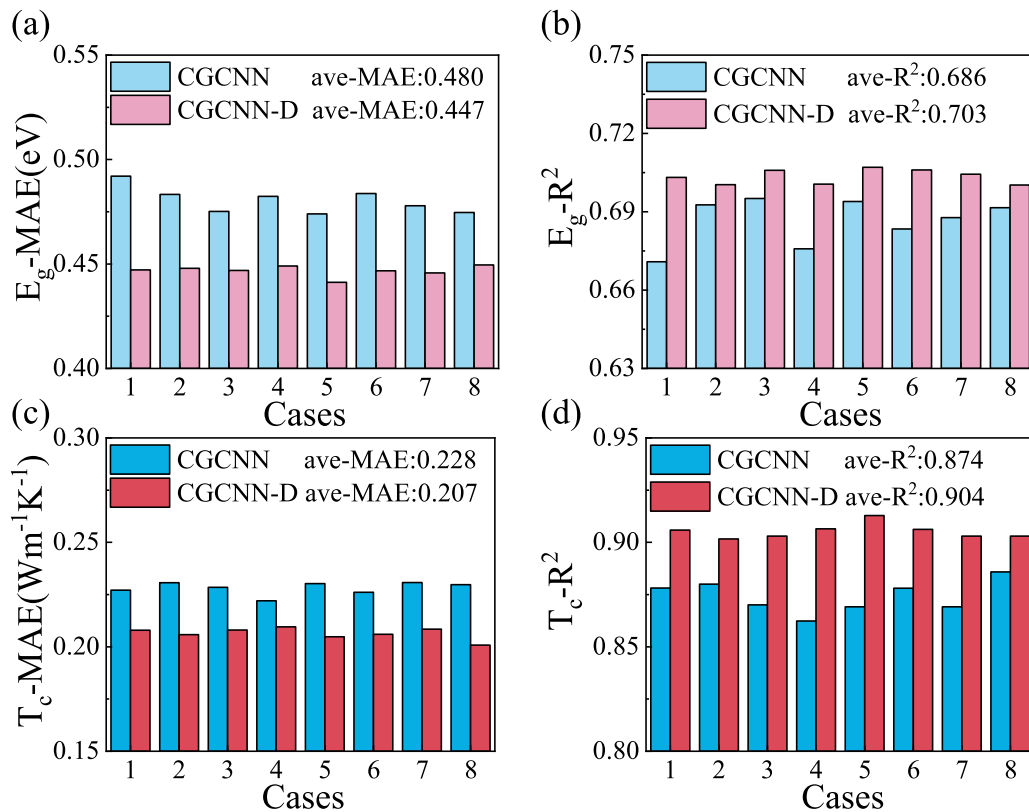 (a)
0.55
0.50
0.45
0.40
E_g-MAE(eV)
CGCNN ave-MAE:0.480
CGCNN-D ave-MAE:0.447
1 2 3 4 5 6 7 8
Cases
(b)
0.75
0.72
0.69
0.66
0.63
E_g-R²
CGCNN ave-R²:0.686
CGCNN-D ave-R²:0.703
1 2 3 4 5 6 7 8
Cases
(c)
0.30
0.25
0.20
0.15
T_c-MAE(Wm⁻¹K⁻¹)
CGCNN ave-MAE:0.228
CGCNN-D ave-MAE:0.207
1 2 3 4 5 6 7 8
Cases
(d)
0.95
0.90
0.85
0.80
T_c-R²
CGCNN ave-R²:0.874
CGCNN-D ave-R²:0.904
1 2 3 4 5 6 7 8
Cases